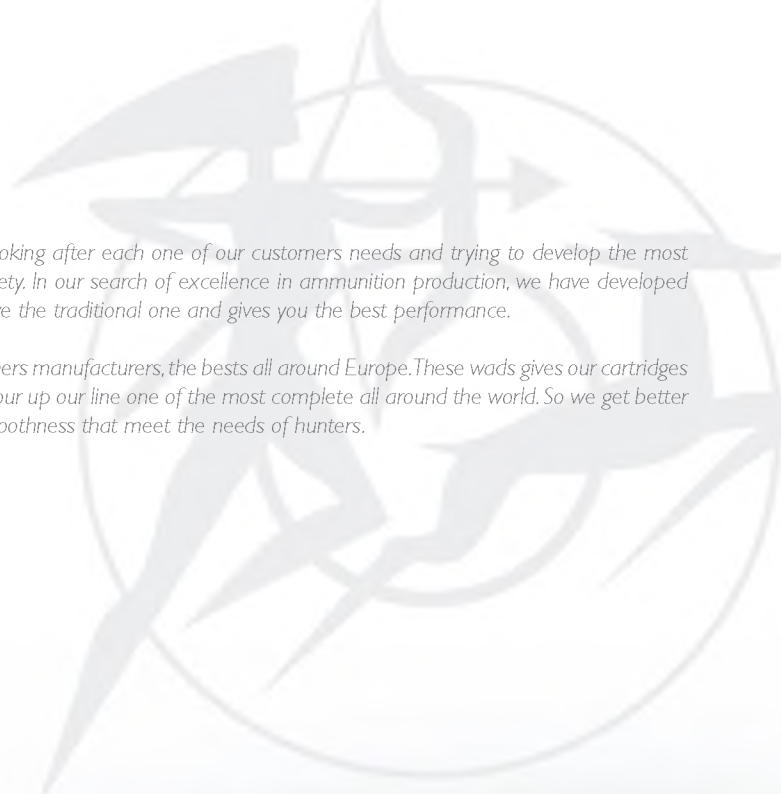 oking after each one of our customers needs and trying to develop the most
ety. In our search of excellence in ammunition production, we have developed
e the traditional one and gives you the best performance.
ers manufacturers, the bests all around Europe.These wads gives our cartridges
our up our line one of the most complete all around the world. So we get better
oothness that meet the needs of hunters.